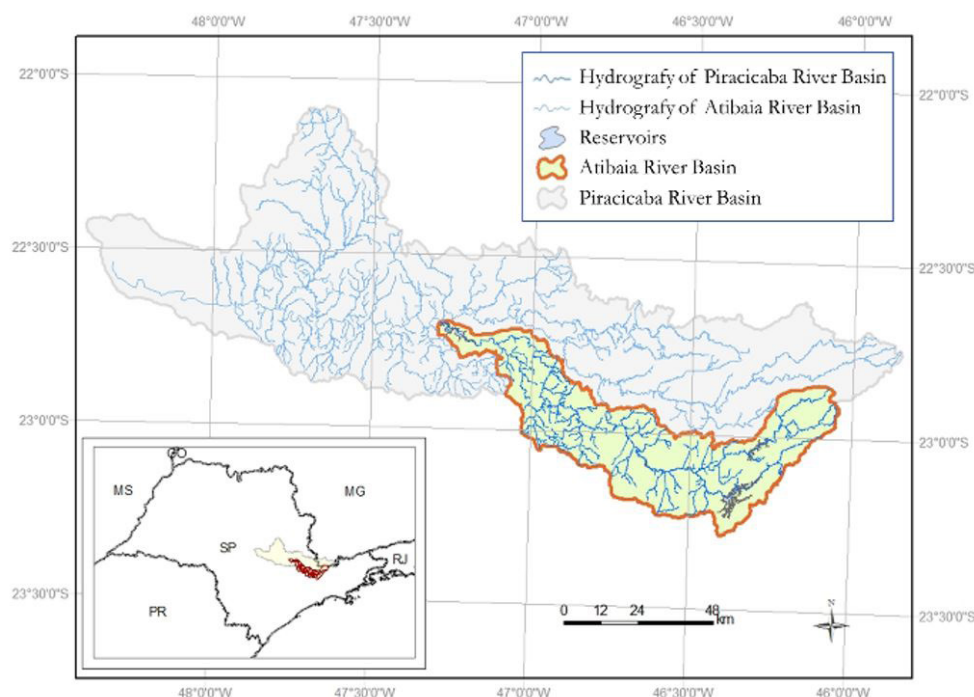 48°0'0"W 47°30'0"W 47°0'0"W 46°30'0"W 46°0'0"W
22°0'0"S
22°0'0"S
Hydrografy of Piracicaba River Basin
Hydrografy of Atibaia River Basin
Reservoirs
Atibaia River Basin
Piracicaba River Basin
22°30'0"S
22°30'0"S
23°0'0"S
23°0'0"S
GO
MS
MG
SP
RJ
PR
23°30'0"S
23°30'0"S
0 12 24 48
km
N
48°0'0"W 47°30'0"W 47°0'0"W 46°30'0"W 46°0'0"W